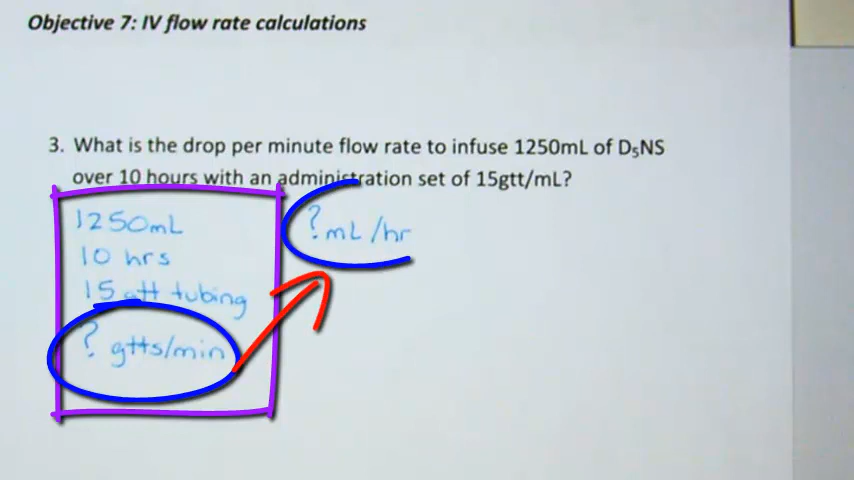 Objective 7: IV flow rate calculations
3. What is the drop per minute flow rate to infuse 1250mL of D₅NS
over 10 hours with an administration set of 15gtt/mL?
1250mL
10 hrs
15 gtt tubing
? gtts/min
? mL/hr